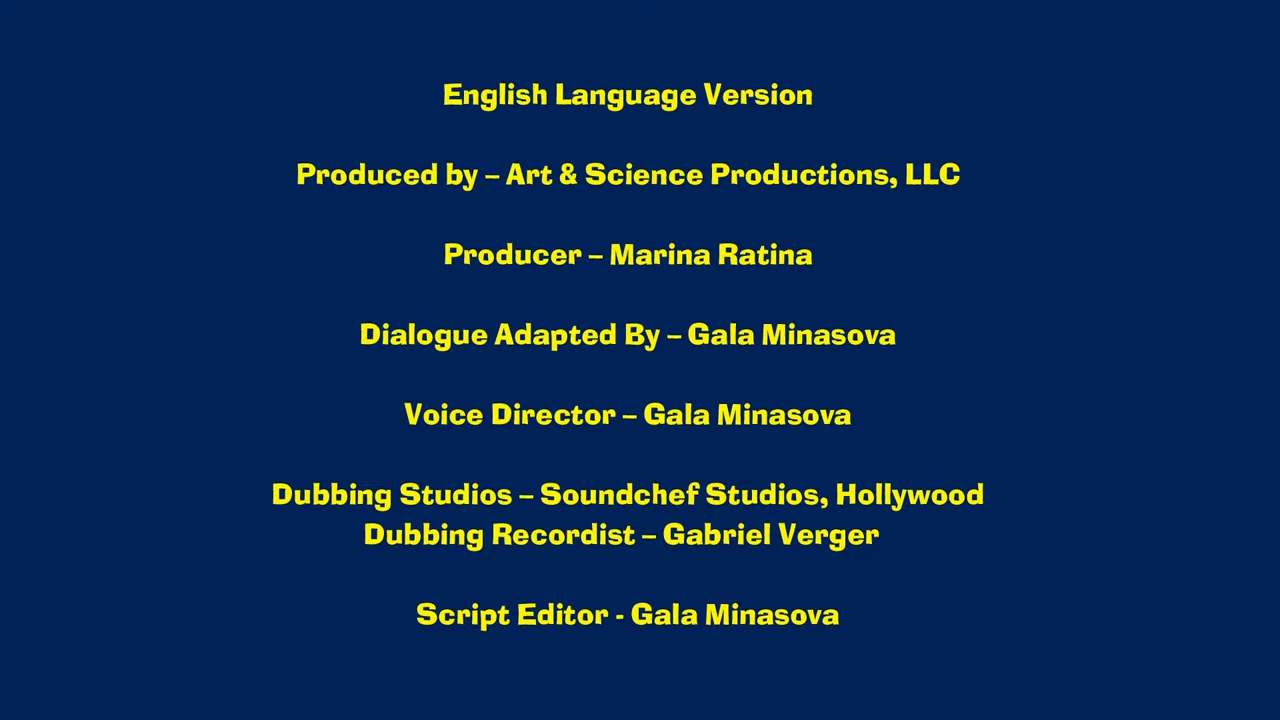 English Language Version
Produced by – Art & Science Productions, LLC
Producer – Marina Ratina
Dialogue Adapted By – Gala Minasova
Voice Director – Gala Minasova
Dubbing Studios – Soundchef Studios, Hollywood
Dubbing Recordist – Gabriel Verger
Script Editor - Gala Minasova